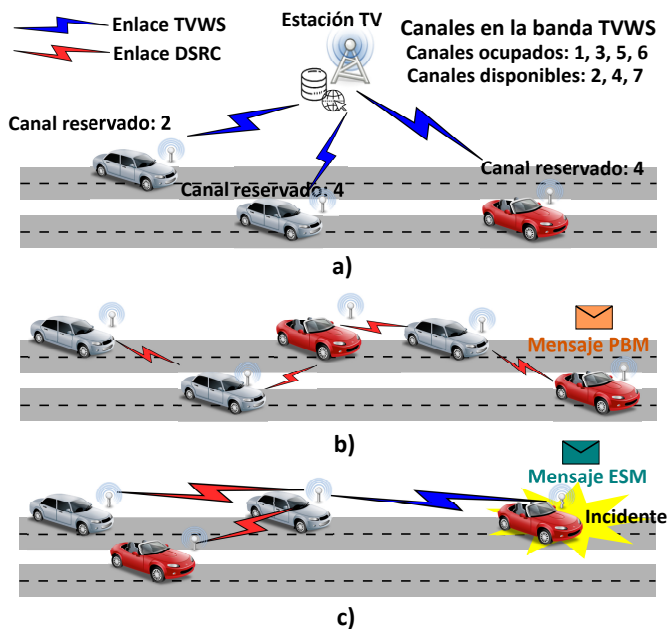 Enlace TVWS
Enlace DSRC
Estación TV
Canales en la banda TVWS
Canales ocupados: 1, 3, 5, 6
Canales disponibles: 2, 4, 7
Canal reservado: 2
Canal reservado: 4
Canal reservado: 4
a)
Mensaje PBM
b)
Mensaje ESM
Incidente
c)